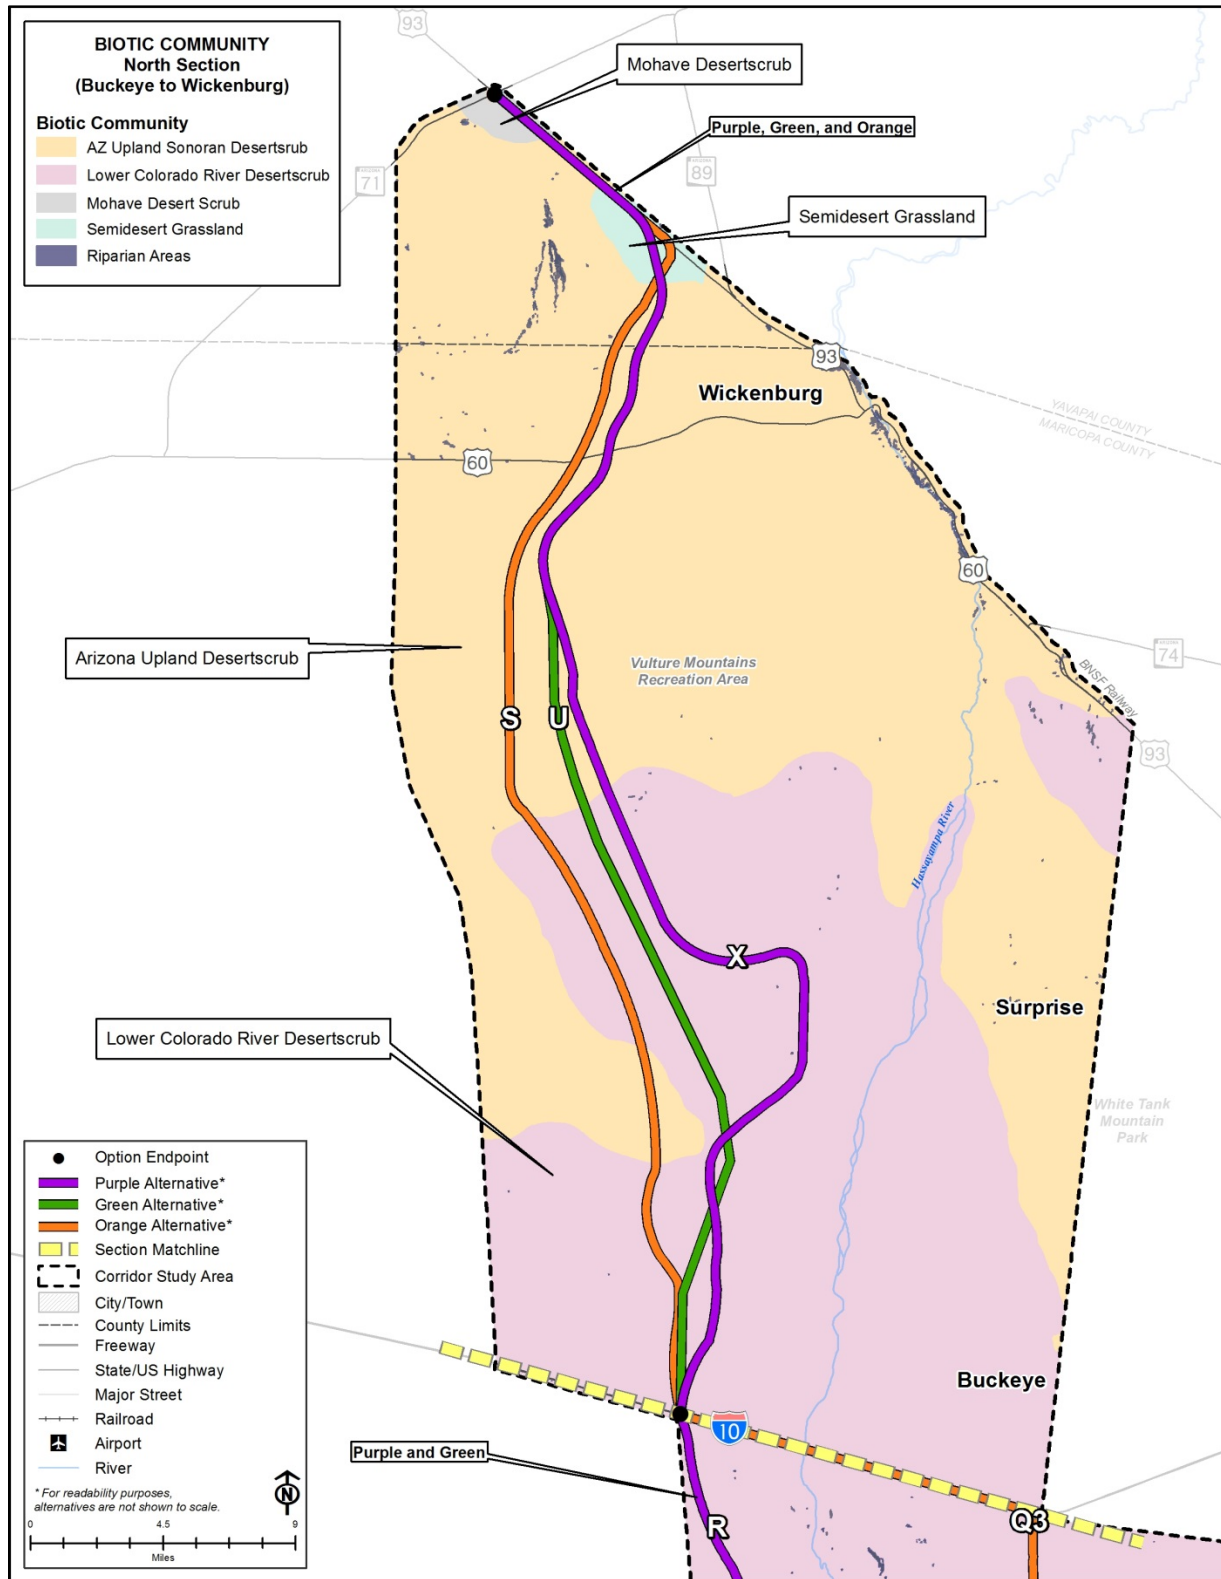 BIOTIC COMMUNITY
North Section
(Buckeye to Wickenburg)
Biotic Community
AZ Upland Sonoran Desertsrub
Lower Colorado River Desertscrub
Mohave Desert Scrub
Semidesert Grassland
Riparian Areas
93
Mohave Desertscrub
Purple, Green, and Orange
ARIZONA
71
ARIZONA
89
Semidesert Grassland
93
Wickenburg
YAVAPAI COUNTY
MARICOPA COUNTY
60
60
Arizona Upland Desertscrub
Vulture Mountains
Recreation Area
ARIZONA
74
BNSF Railway
S
U
93
Hassayampa River
X
Surprise
Lower Colorado River Desertscrub
White Tank
Mountain
Park
Buckeye
10
Purple and Green
R
Q3
Option Endpoint
Purple Alternative*
Green Alternative*
Orange Alternative*
Section Matchline
Corridor Study Area
City/Town
County Limits
Freeway
State/US Highway
Major Street
Railroad
Airport
River
* For readability purposes,
alternatives are not shown to scale.
N
0 4.5 9
Miles